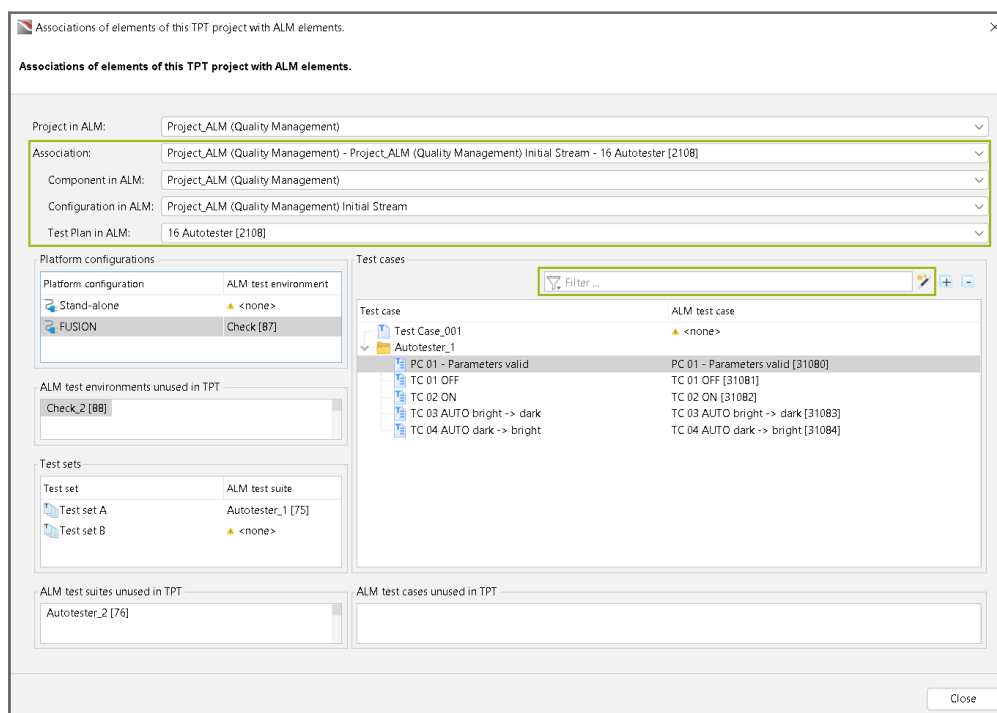 Associations of elements of this TPT project with ALM elements.
Associations of elements of this TPT project with ALM elements.
Project in ALM: Project_ALM (Quality Management)
Association: Project_ALM (Quality Management) - Project_ALM (Quality Management) Initial Stream - 16 Autotester [2108]
Component in ALM: Project_ALM (Quality Management)
Configuration in ALM: Project_ALM (Quality Management) Initial Stream
Test Plan in ALM: 16 Autotester [2108]
Platform configurations
Platform configuration ALM test environment
Stand-alone <none>
FUSION Check [87]
ALM test environments unused in TPT
Check_2 [88]
Test sets
Test set ALM test suite
Test set A Autotester_1 [75]
Test set B <none>
ALM test suites unused in TPT
Autotester_2 [76]
Test cases
Filter ...
Test case ALM test case
Test Case_001 <none>
Autotester_1
PC 01 - Parameters valid PC 01 - Parameters valid [31080]
TC 01 OFF TC 01 OFF [31081]
TC 02 ON TC 02 ON [31082]
TC 03 AUTO bright -> dark TC 03 AUTO bright -> dark [31083]
TC 04 AUTO dark -> bright TC 04 AUTO dark -> bright [31084]
ALM test cases unused in TPT
Close